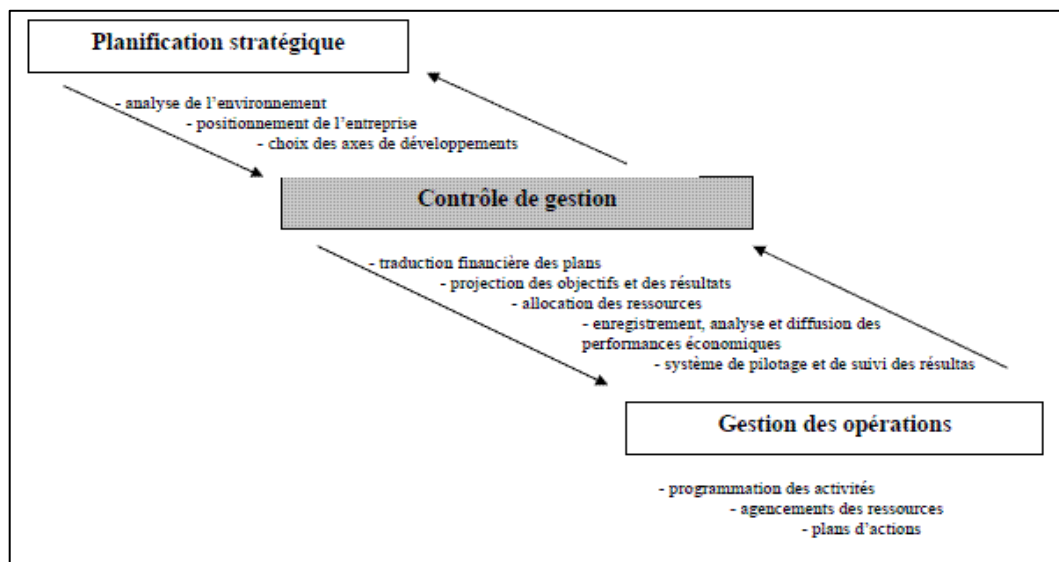 Planification stratégique
- analyse de l'environnement
- positionnement de l'entreprise
- choix des axes de développements
Contrôle de gestion
- traduction financière des plans
- projection des objectifs et des résultats
- allocation des ressources
- enregistrement, analyse et diffusion des
performances économiques
- système de pilotage et de suivi des résultas
Gestion des opérations
- programmation des activités
- agencements des ressources
- plans d'actions